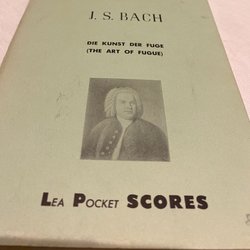 J. S. BACH
DIE KUNST DER FUGE
(THE ART OF FUGUE)
LEA POCKET SCORES